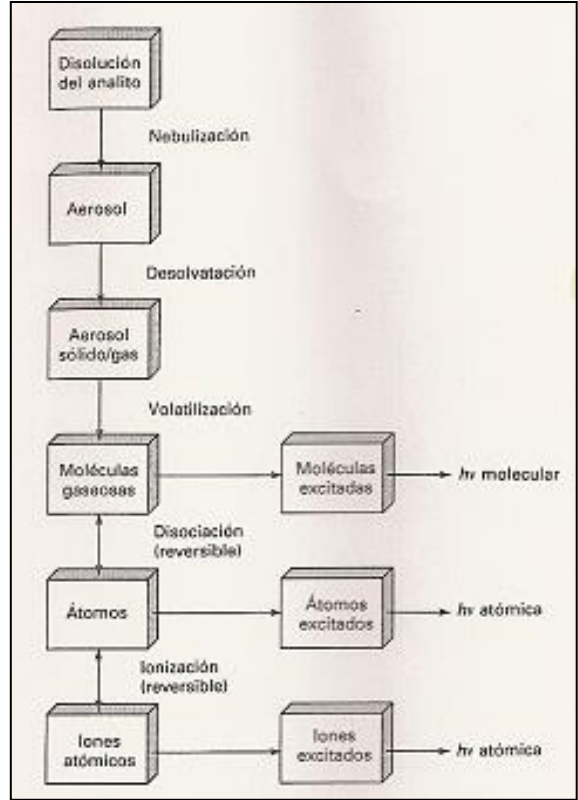 Disolución
del analito
Nebulización
Aerosol
Desolvatación
Aerosol
sólido/gas
Volatilización
Moléculas
gaseosas
Moléculas
excitadas
hν molecular
Disociación
(reversible)
Átomos
Átomos
excitados
hν atómica
Ionización
(reversible)
Iones
atómicos
Iones
excitados
hν atómica